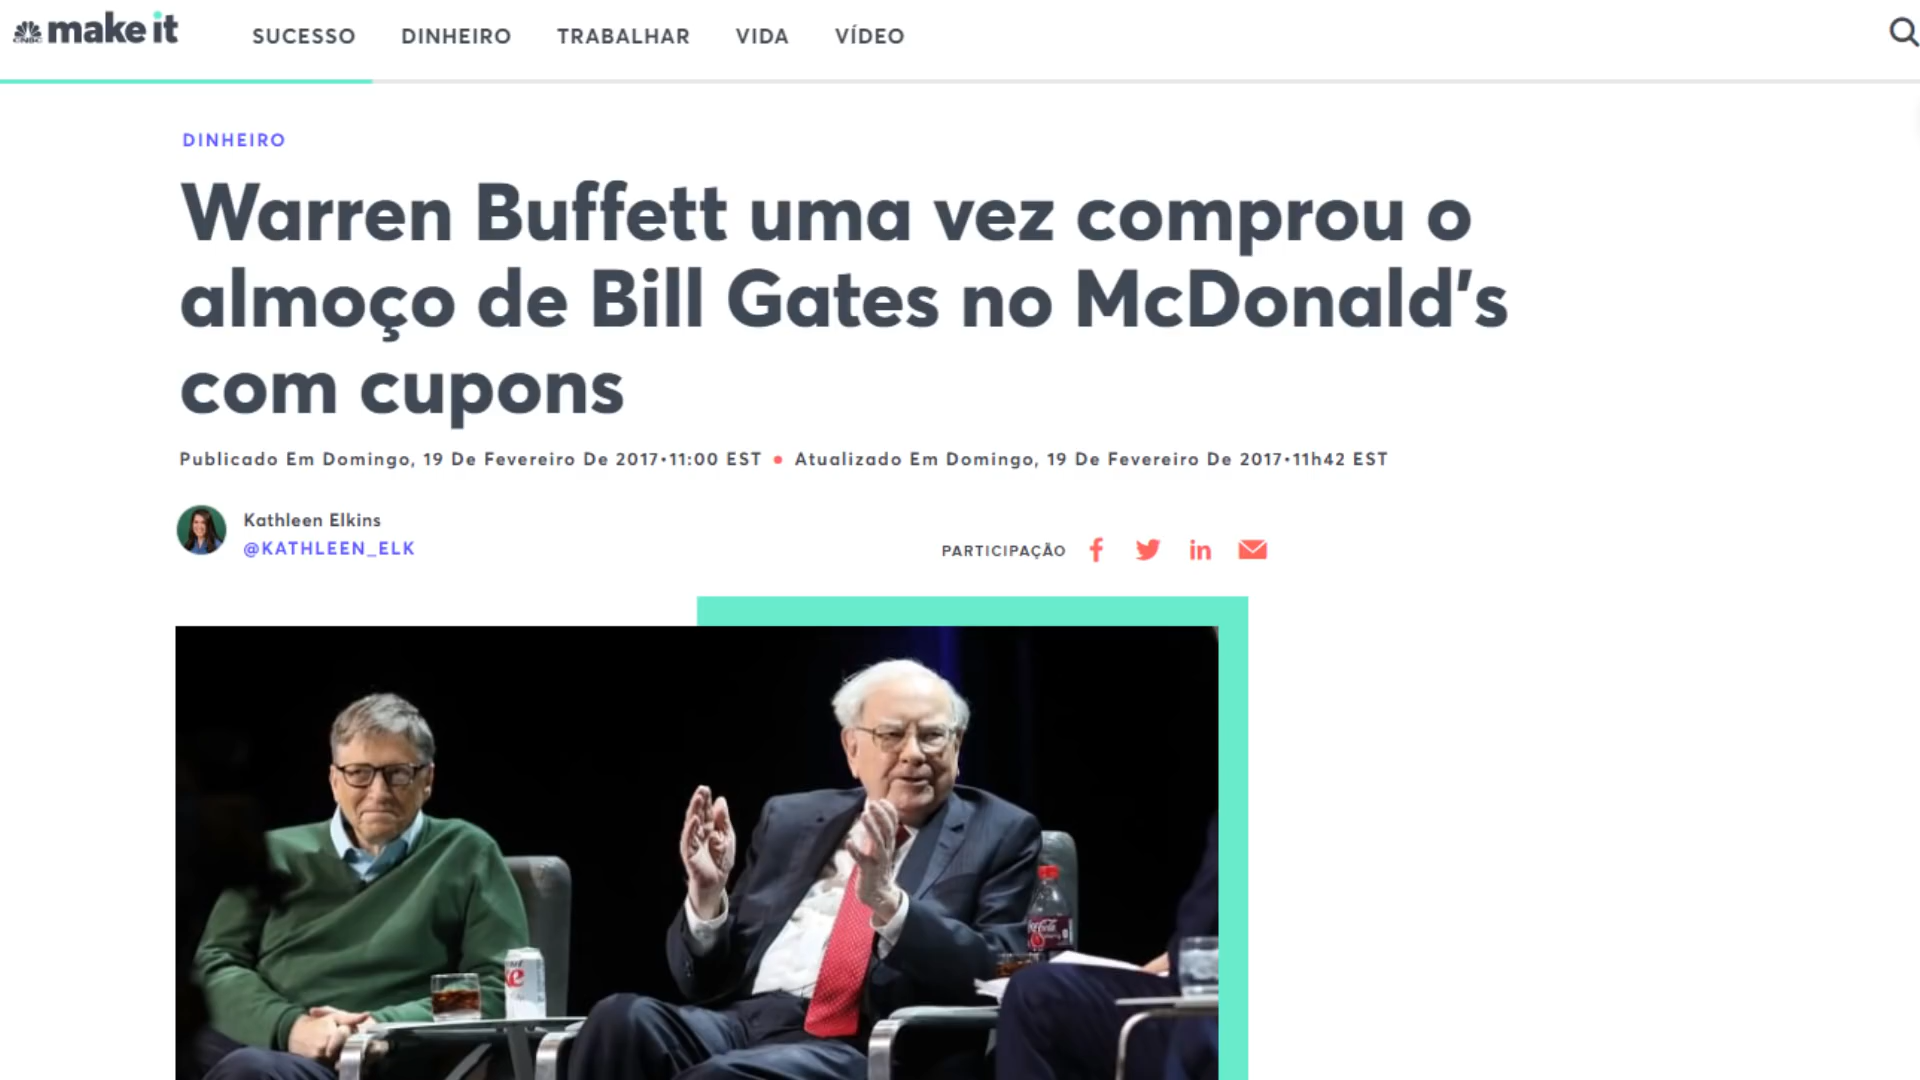 make it
SUCESSO DINHEIRO TRABALHAR VIDA VÍDEO
DINHEIRO
Warren Buffett uma vez comprou o
almoço de Bill Gates no McDonald's
com cupons
Publicado Em Domingo, 19 De Fevereiro De 2017•11:00 EST • Atualizado Em Domingo, 19 De Fevereiro De 2017•11h42 EST
Kathleen Elkins
@KATHLEEN_ELK
PARTICIPAÇÃO